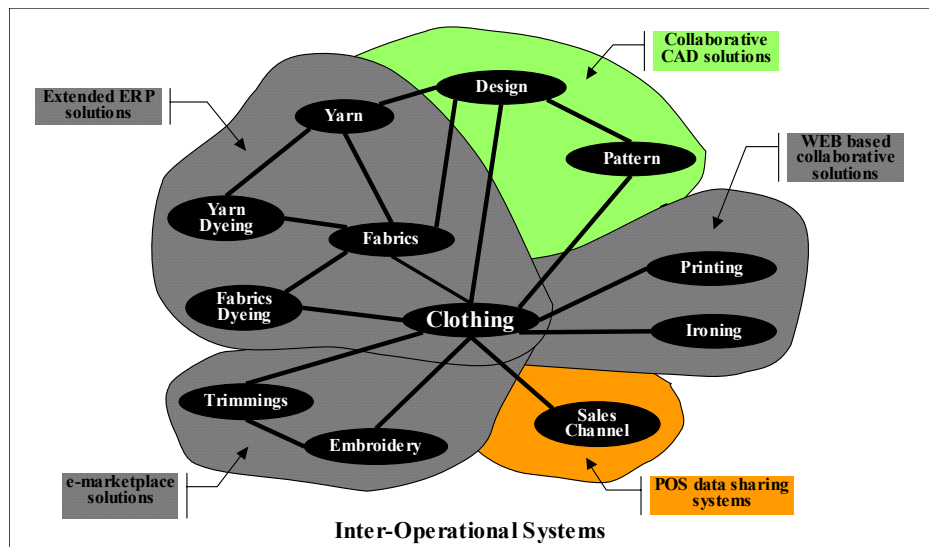 Collaborative
CAD solutions
Design
Extended ERP
solutions
Yarn
WEB based
collaborative
solutions
Pattern
Yarn
Dyeing
Fabrics
Printing
Fabrics
Dyeing
Clothing
Ironing
Trimmings
Sales
Channel
Embroidery
e-marketplace
solutions
POS data sharing
systems
Inter-Operational Systems